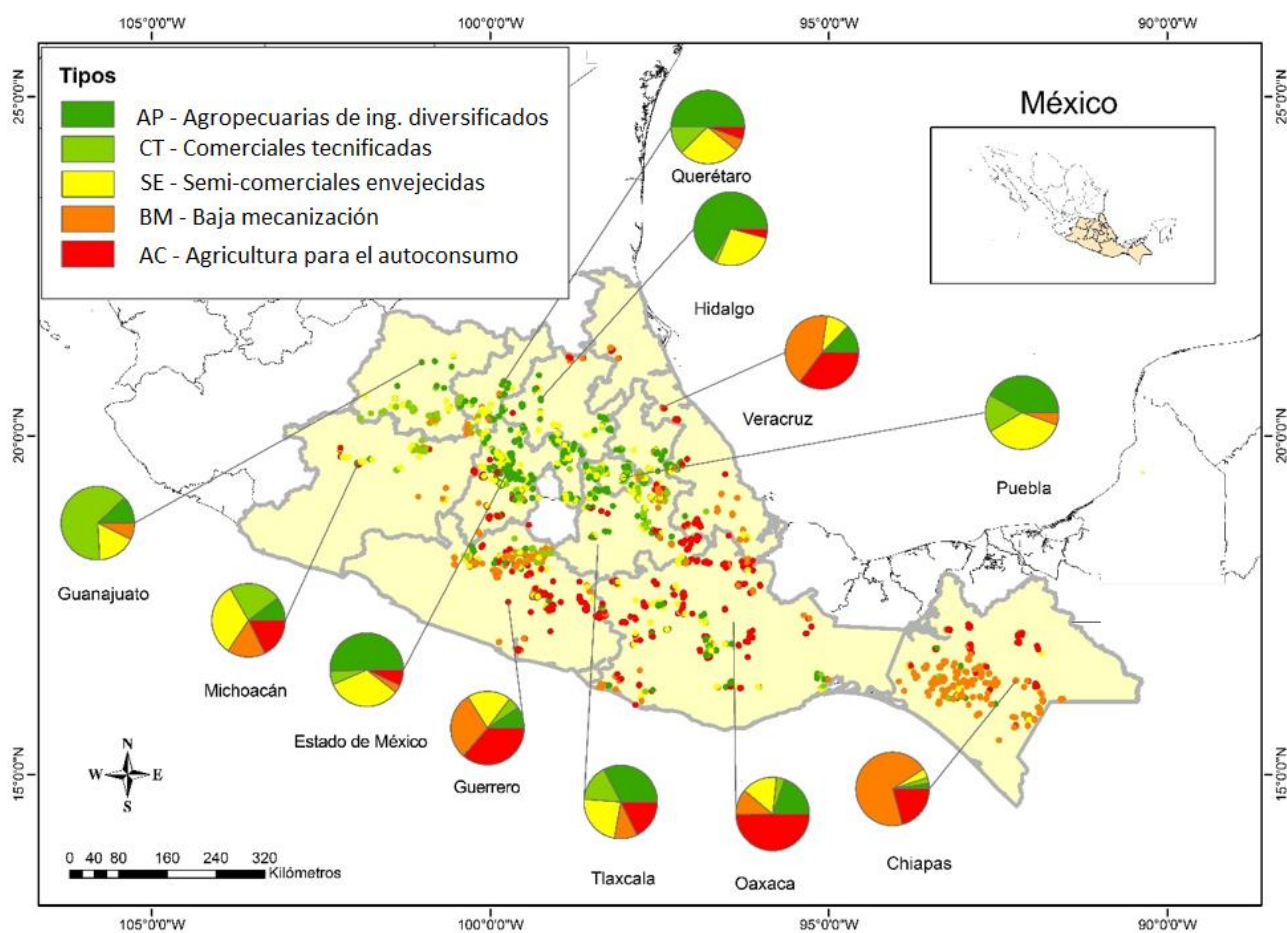 105°0'0"W 100°0'0"W 95°0'0"W 90°0'0"W
25°0'0"N
20°0'0"N
15°0'0"N
Tipos
AP - Agropecuarias de ing. diversificados
CT - Comerciales tecnificadas
SE - Semi-comerciales envejecidas
BM - Baja mecanización
AC - Agricultura para el autoconsumo
México
Querétaro
Hidalgo
Veracruz
Puebla
Guanajuato
Michoacán
Estado de México
Guerrero
Tlaxcala
Oaxaca
Chiapas
N
W E
S
0 40 80 160 240 320
Kilómetros
25°0'0"N
20°0'0"N
15°0'0"N
105°0'0"W 100°0'0"W 95°0'0"W 90°0'0"W